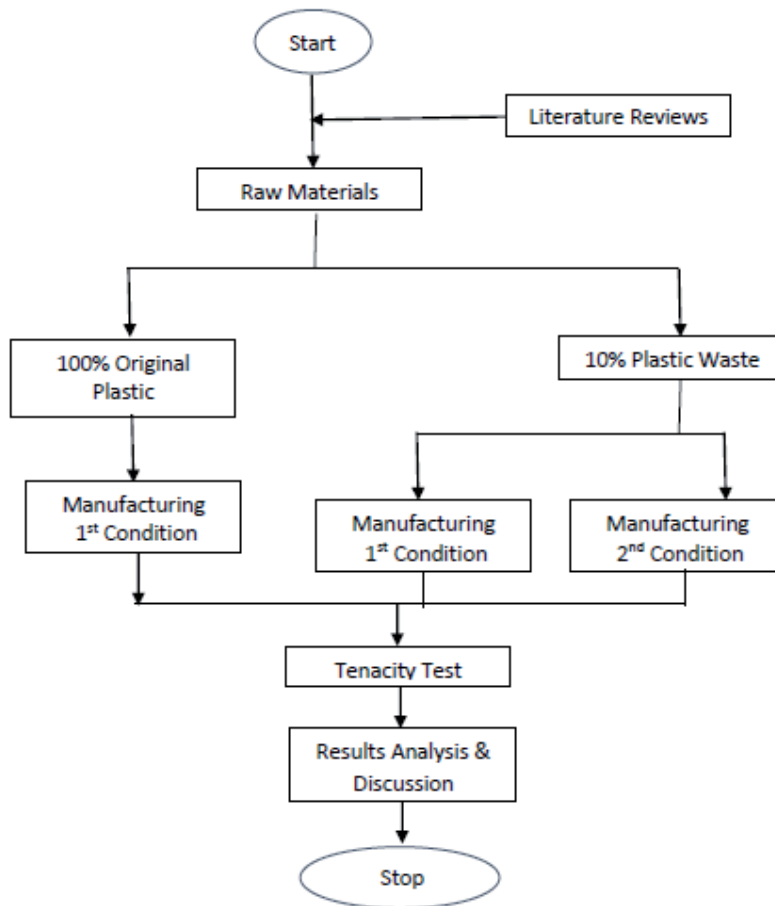 Start
Literature Reviews
Raw Materials
100% Original
Plastic
10% Plastic Waste
Manufacturing
1st Condition
Manufacturing
1st Condition
Manufacturing
2nd Condition
Tenacity Test
Results Analysis &
Discussion
Stop